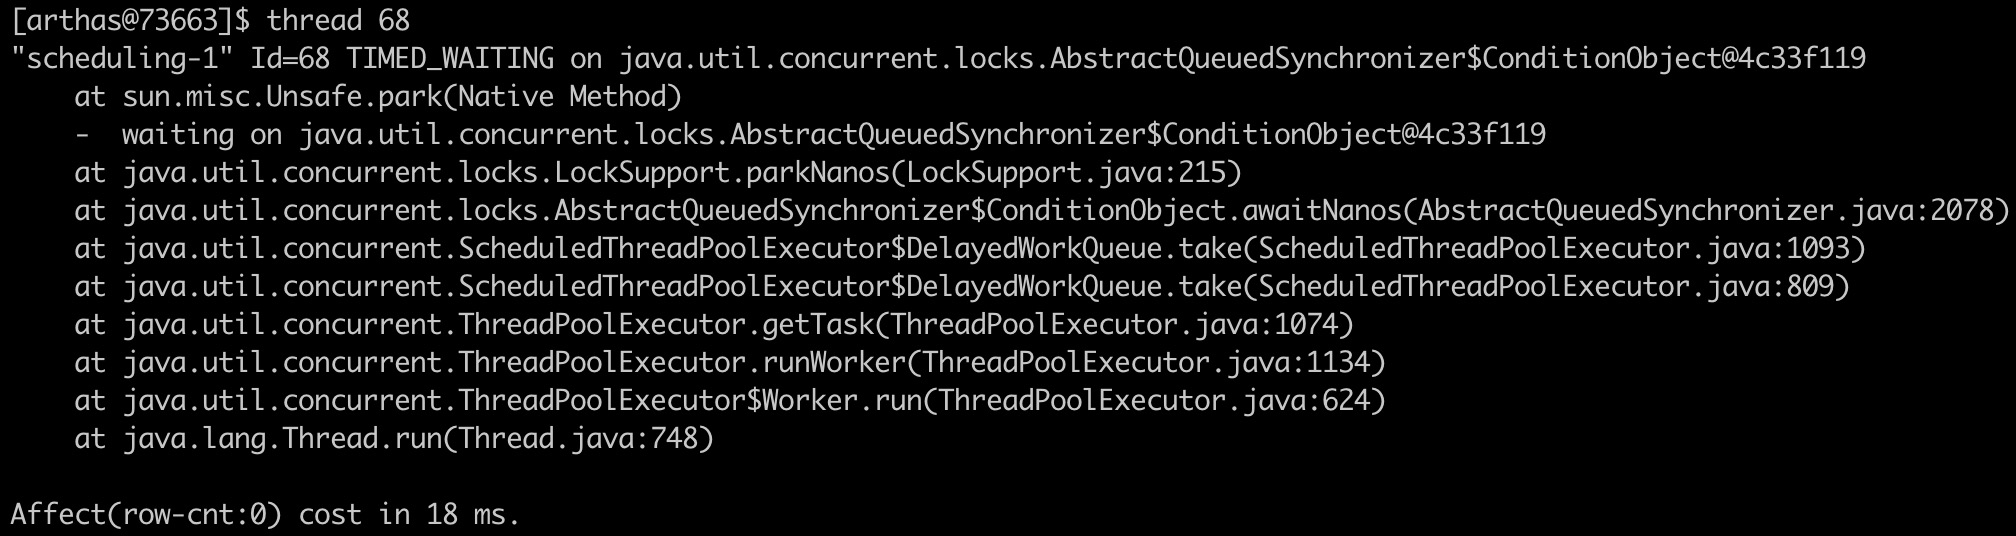 [arthas@73663]$ thread 68
"scheduling-1" Id=68 TIMED_WAITING on java.util.concurrent.locks.AbstractQueuedSynchronizer$ConditionObject@4c33f119
    at sun.misc.Unsafe.park(Native Method)
    -  waiting on java.util.concurrent.locks.AbstractQueuedSynchronizer$ConditionObject@4c33f119
    at java.util.concurrent.locks.LockSupport.parkNanos(LockSupport.java:215)
    at java.util.concurrent.locks.AbstractQueuedSynchronizer$ConditionObject.awaitNanos(AbstractQueuedSynchronizer.java:2078)
    at java.util.concurrent.ScheduledThreadPoolExecutor$DelayedWorkQueue.take(ScheduledThreadPoolExecutor.java:1093)
    at java.util.concurrent.ScheduledThreadPoolExecutor$DelayedWorkQueue.take(ScheduledThreadPoolExecutor.java:809)
    at java.util.concurrent.ThreadPoolExecutor.getTask(ThreadPoolExecutor.java:1074)
    at java.util.concurrent.ThreadPoolExecutor.runWorker(ThreadPoolExecutor.java:1134)
    at java.util.concurrent.ThreadPoolExecutor$Worker.run(ThreadPoolExecutor.java:624)
    at java.lang.Thread.run(Thread.java:748)

Affect(row-cnt:0) cost in 18 ms.